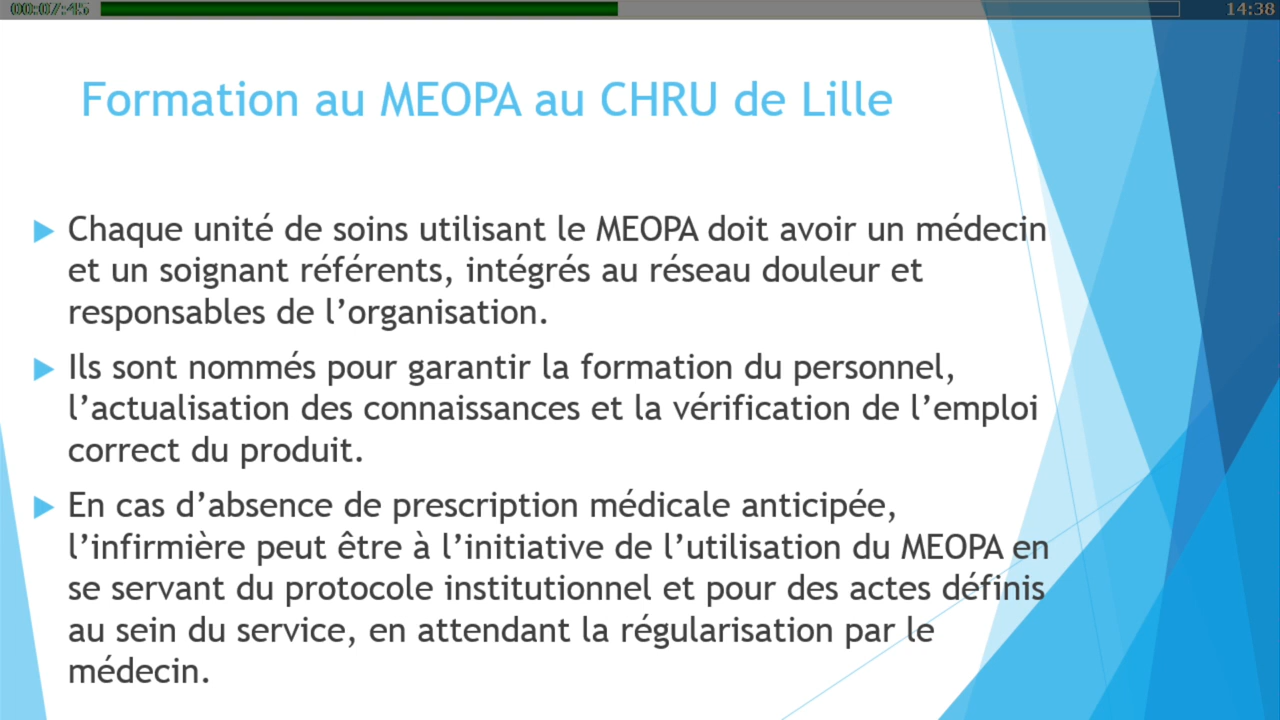 00:07:45
14:38
Formation au MEOPA au CHRU de Lille
Chaque unité de soins utilisant le MEOPA doit avoir un médecin
et un soignant référents, intégrés au réseau douleur et
responsables de l’organisation.
Ils sont nommés pour garantir la formation du personnel,
l’actualisation des connaissances et la vérification de l’emploi
correct du produit.
En cas d’absence de prescription médicale anticipée,
l’infirmière peut être à l’initiative de l’utilisation du MEOPA en
se servant du protocole institutionnel et pour des actes définis
au sein du service, en attendant la régularisation par le
médecin.